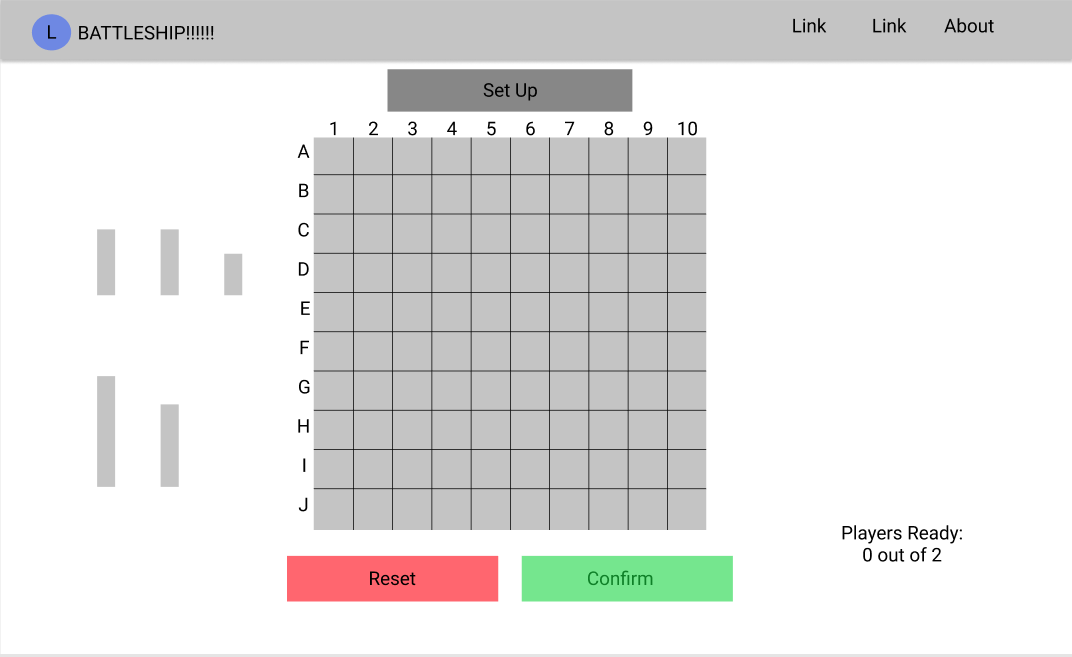 L BATTLESHIP!!!!!! Link Link About
Set Up
1 2 3 4 5 6 7 8 9 10
A
B
C
D
E
F
G
H
I
J
Players Ready:
0 out of 2
Reset Confirm